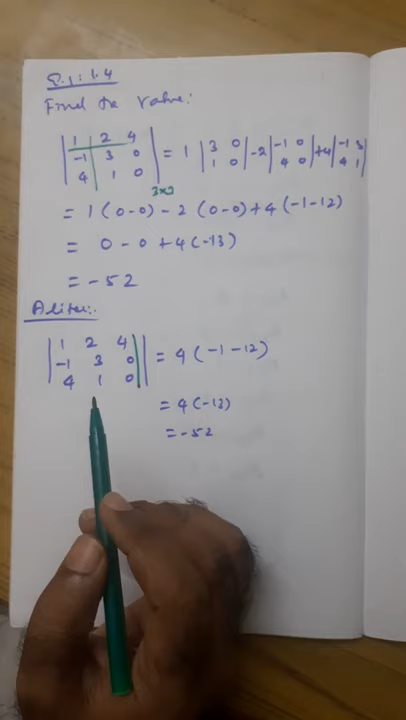 Eg: 1.4
Find the value:
| 1 2 4 | = 1 | 3 0 | -2 | -1 0 | +4 | -1 3 |
| -1 3 0 | | 1 0 | | 4 0 | | 4 1 |
| 4 1 0 |
3x3
= 1 (0-0) - 2 (0-0) + 4 (-1-12)
= 0 - 0 + 4 (-13)
= -52
Aliter:
| 1 2 4 | = 4 (-1-12)
| -1 3 0 |
| 4 1 0 |
= 4 (-13)
= -52